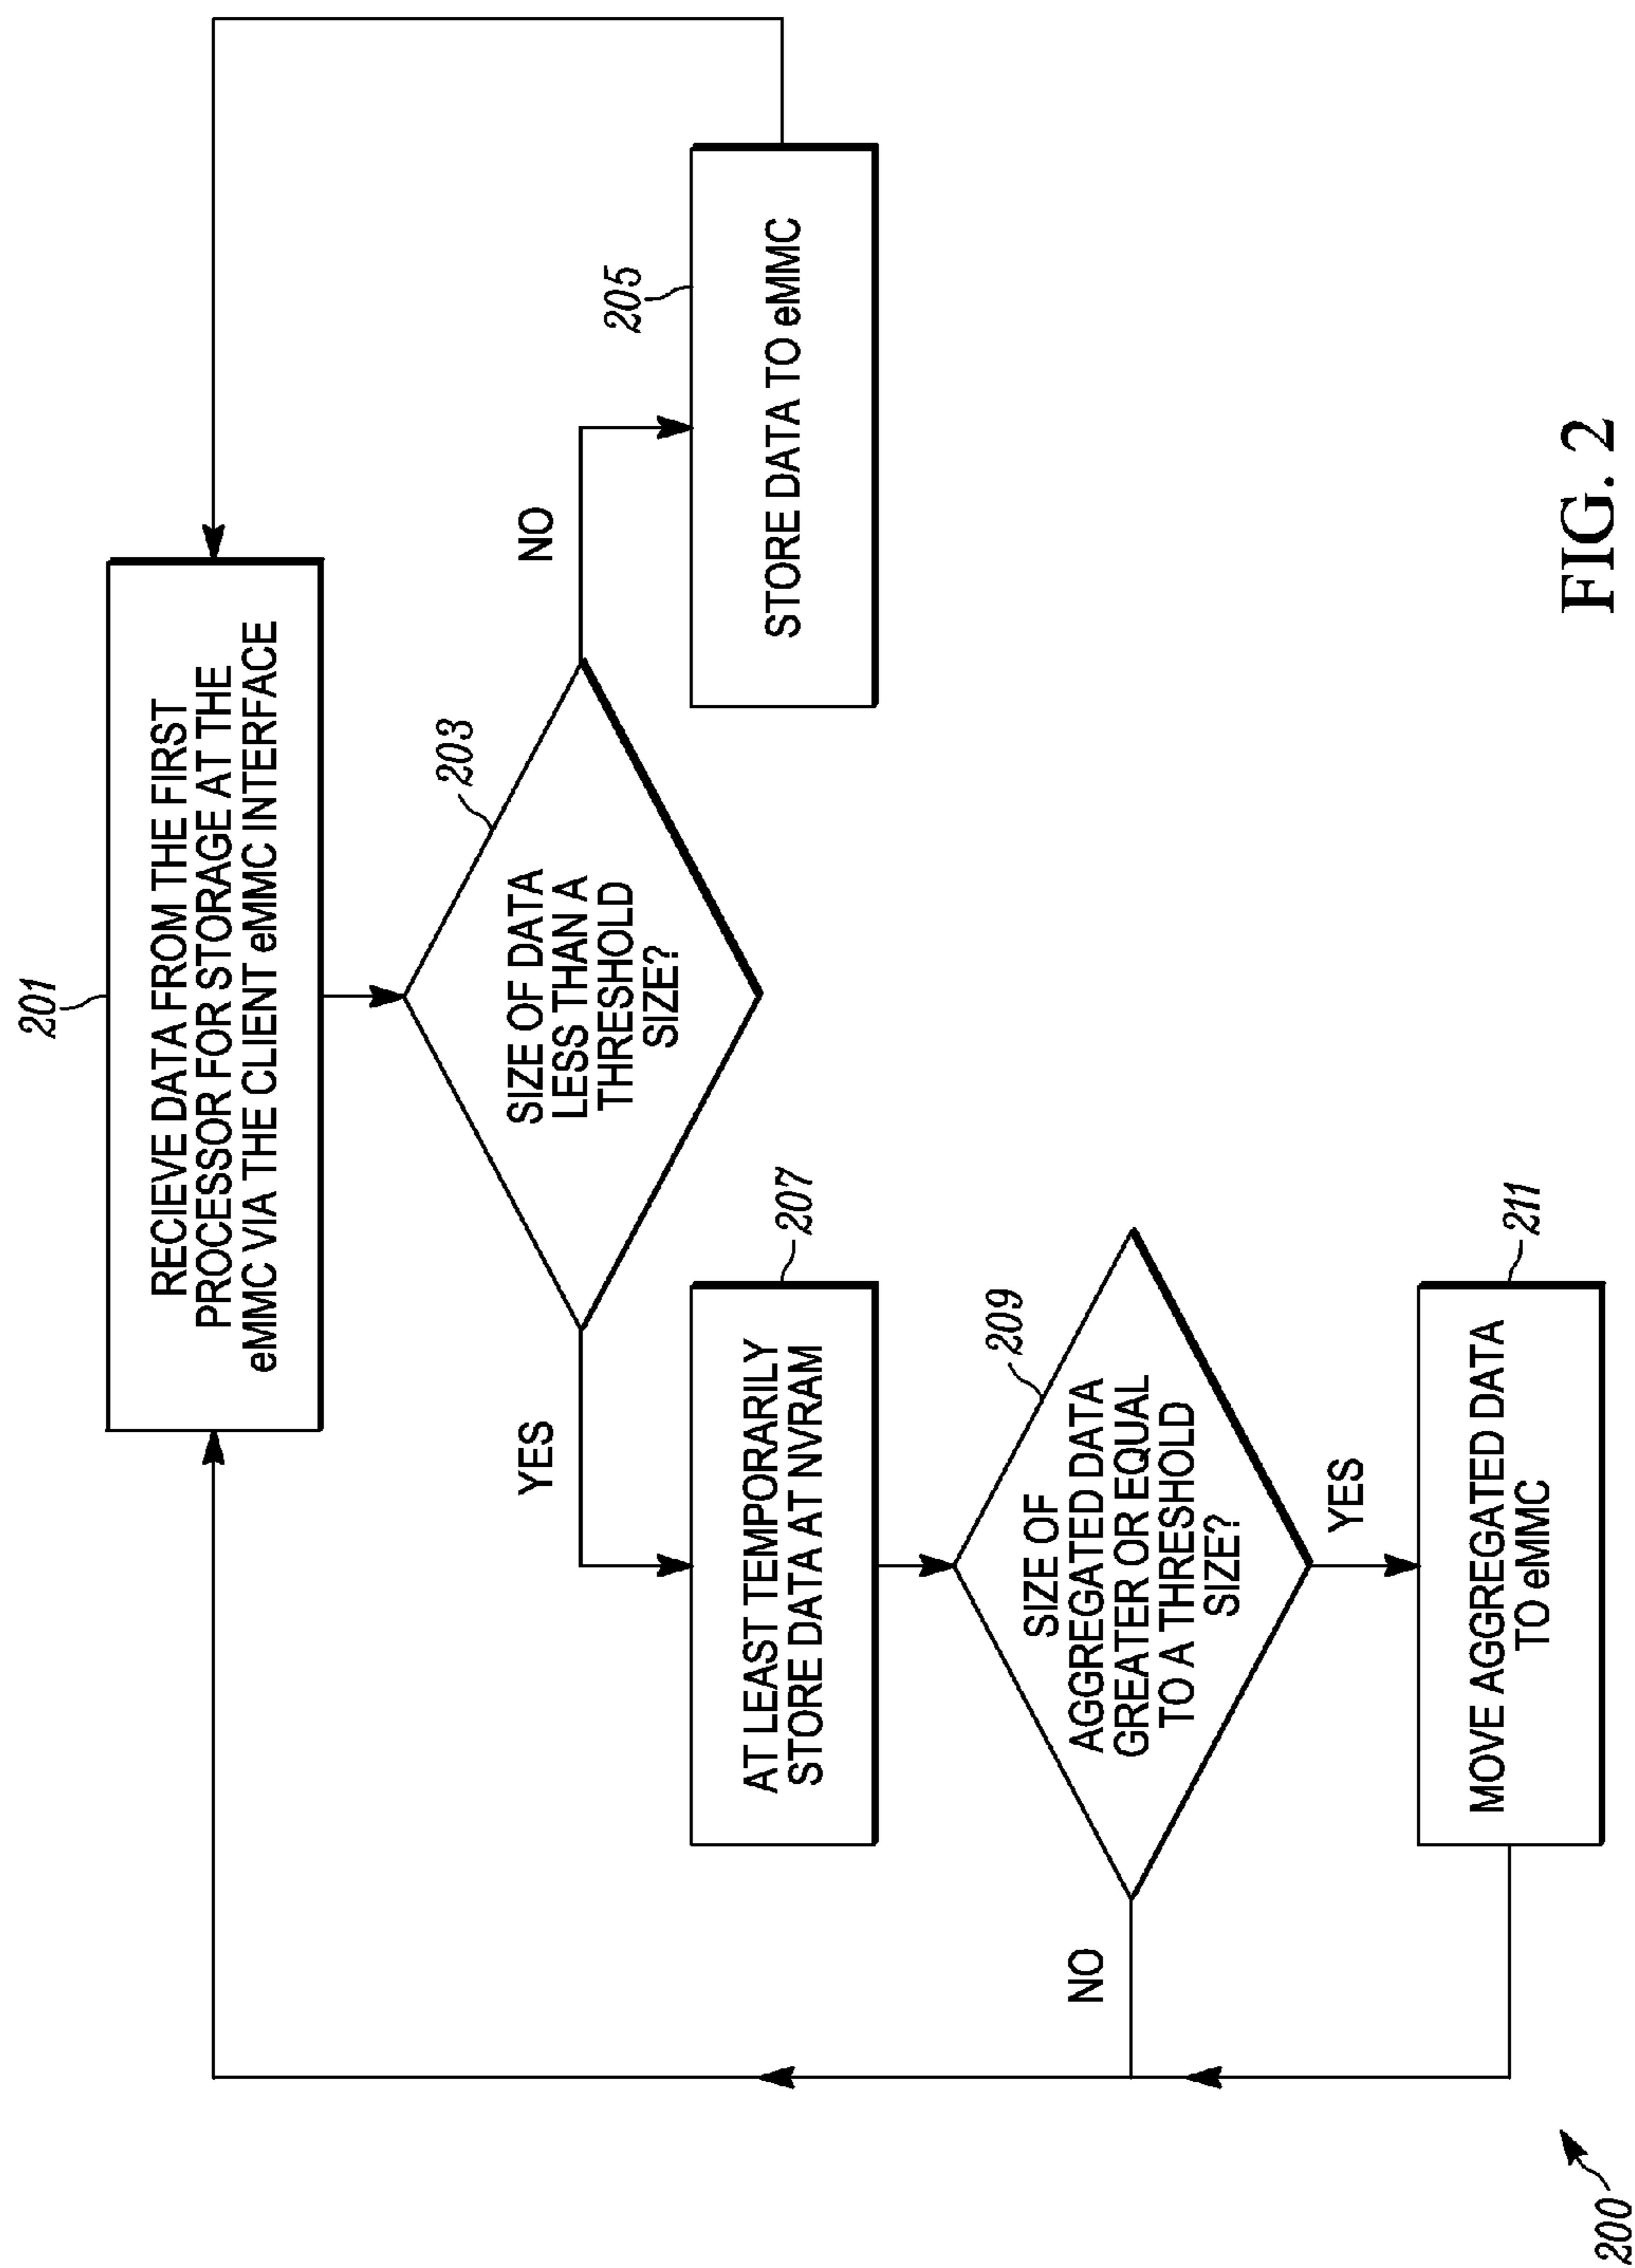 201
RECIEVE DATA FROM THE FIRST
PROCESSOR FOR STORAGE AT THE
eMMC VIA THE CLIENT eMMC INTERFACE
203
SIZE OF DATA
LESS THAN A
THRESHOLD
SIZE?
YES
NO
205
STORE DATA TO eMMC
207
AT LEAST TEMPORARILY
STORE DATA AT NVRAM
209
SIZE OF
AGGREGATED DATA
GREATER OR EQUAL
TO A THRESHOLD
SIZE?
NO
YES
211
MOVE AGGREGATED DATA
TO eMMC
200
FIG. 2